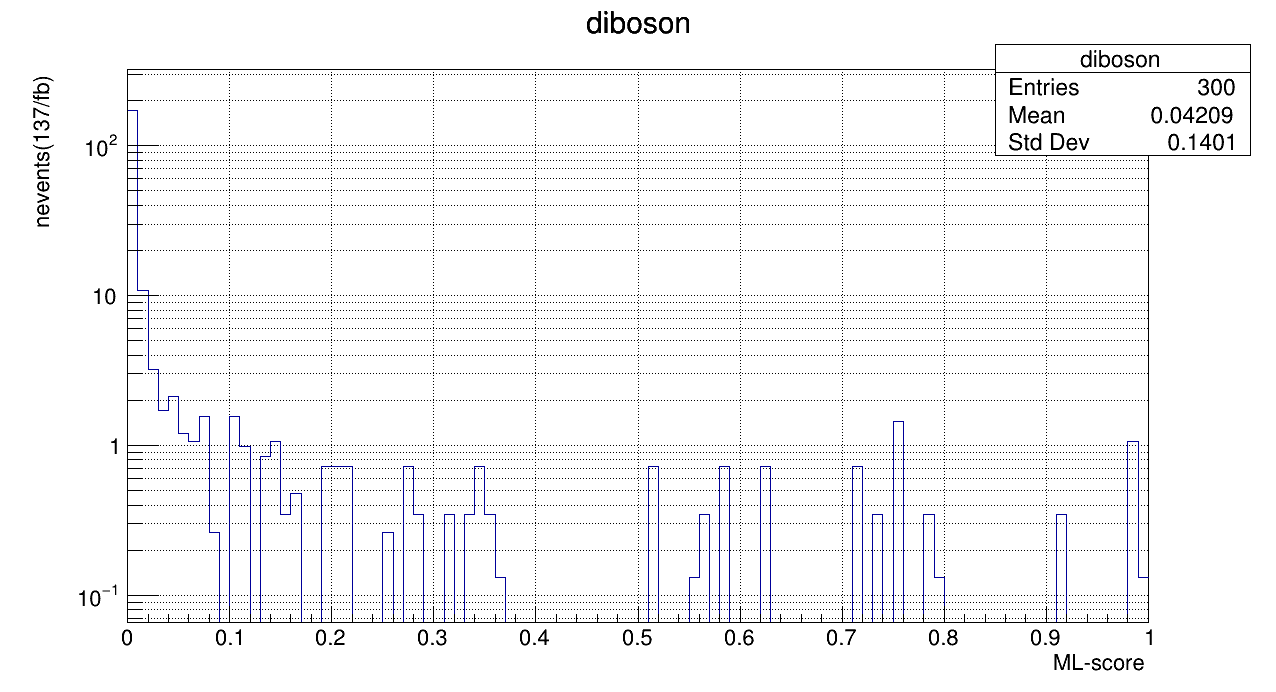 diboson
diboson
Entries 300
Mean 0.04209
Std Dev 0.1401
nevents(137/fb)
10²
10
1
10⁻¹
0 0.1 0.2 0.3 0.4 0.5 0.6 0.7 0.8 0.9 1
ML-score